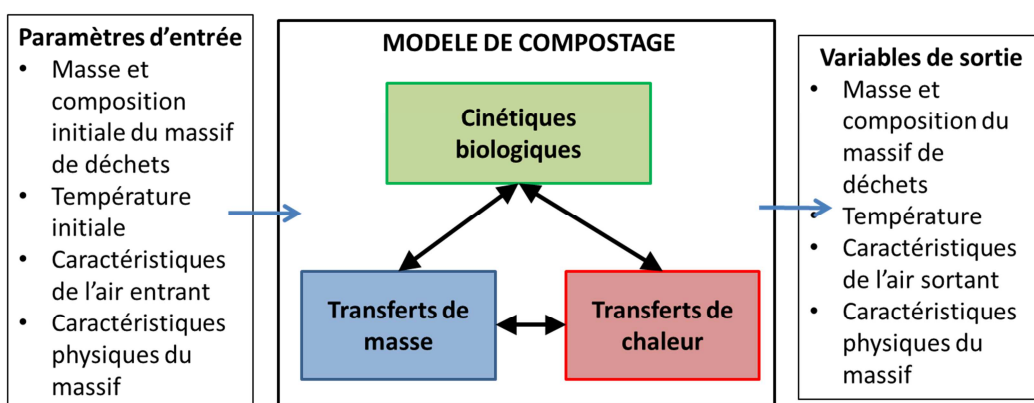 Paramètres d'entrée
• Masse et
composition
initiale du massif
de déchets
• Température
initiale
• Caractéristiques
de l'air entrant
• Caractéristiques
physiques du
massif
MODELE DE COMPOSTAGE
Cinétiques
biologiques
Transferts de
masse
Transferts de
chaleur
Variables de sortie
• Masse et
composition du
massif de
déchets
• Température
• Caractéristiques
de l'air sortant
• Caractéristiques
physiques du
massif